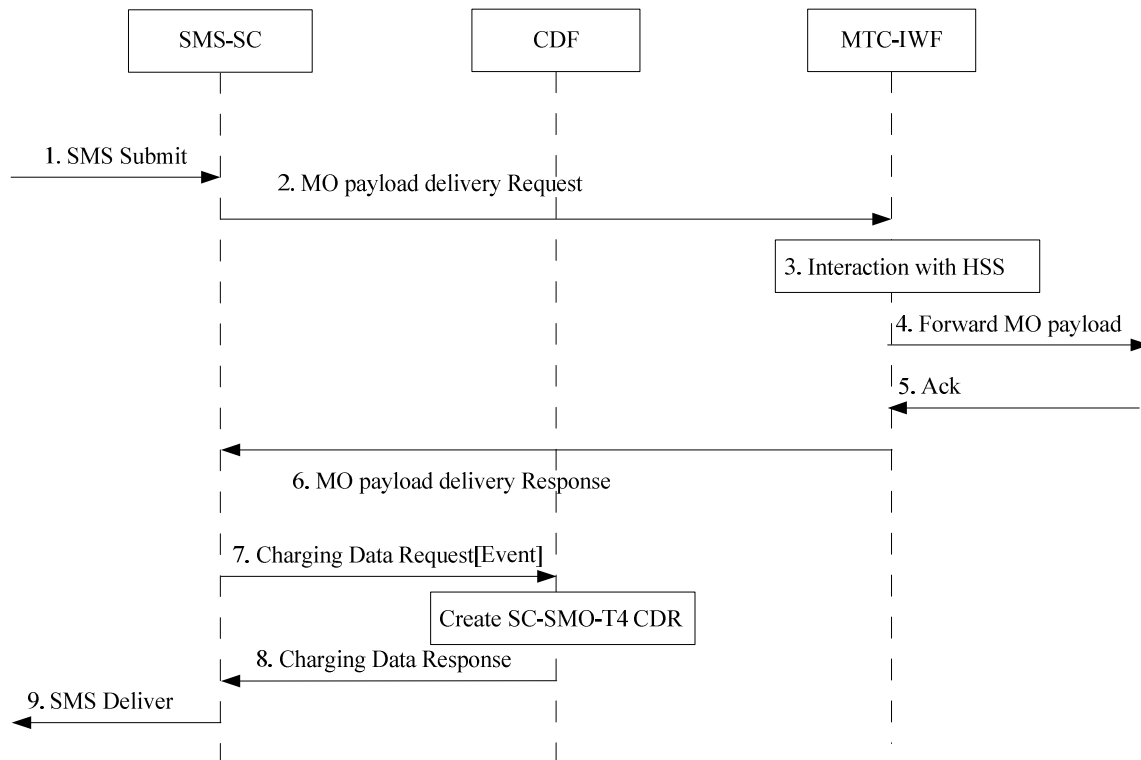 SMS-SC
CDF
MTC-IWF
1. SMS Submit
2. MO payload delivery Request
3. Interaction with HSS
4. Forward MO payload
5. Ack
6. MO payload delivery Response
7. Charging Data Request[Event]
Create SC-SMO-T4 CDR
8. Charging Data Response
9. SMS Deliver